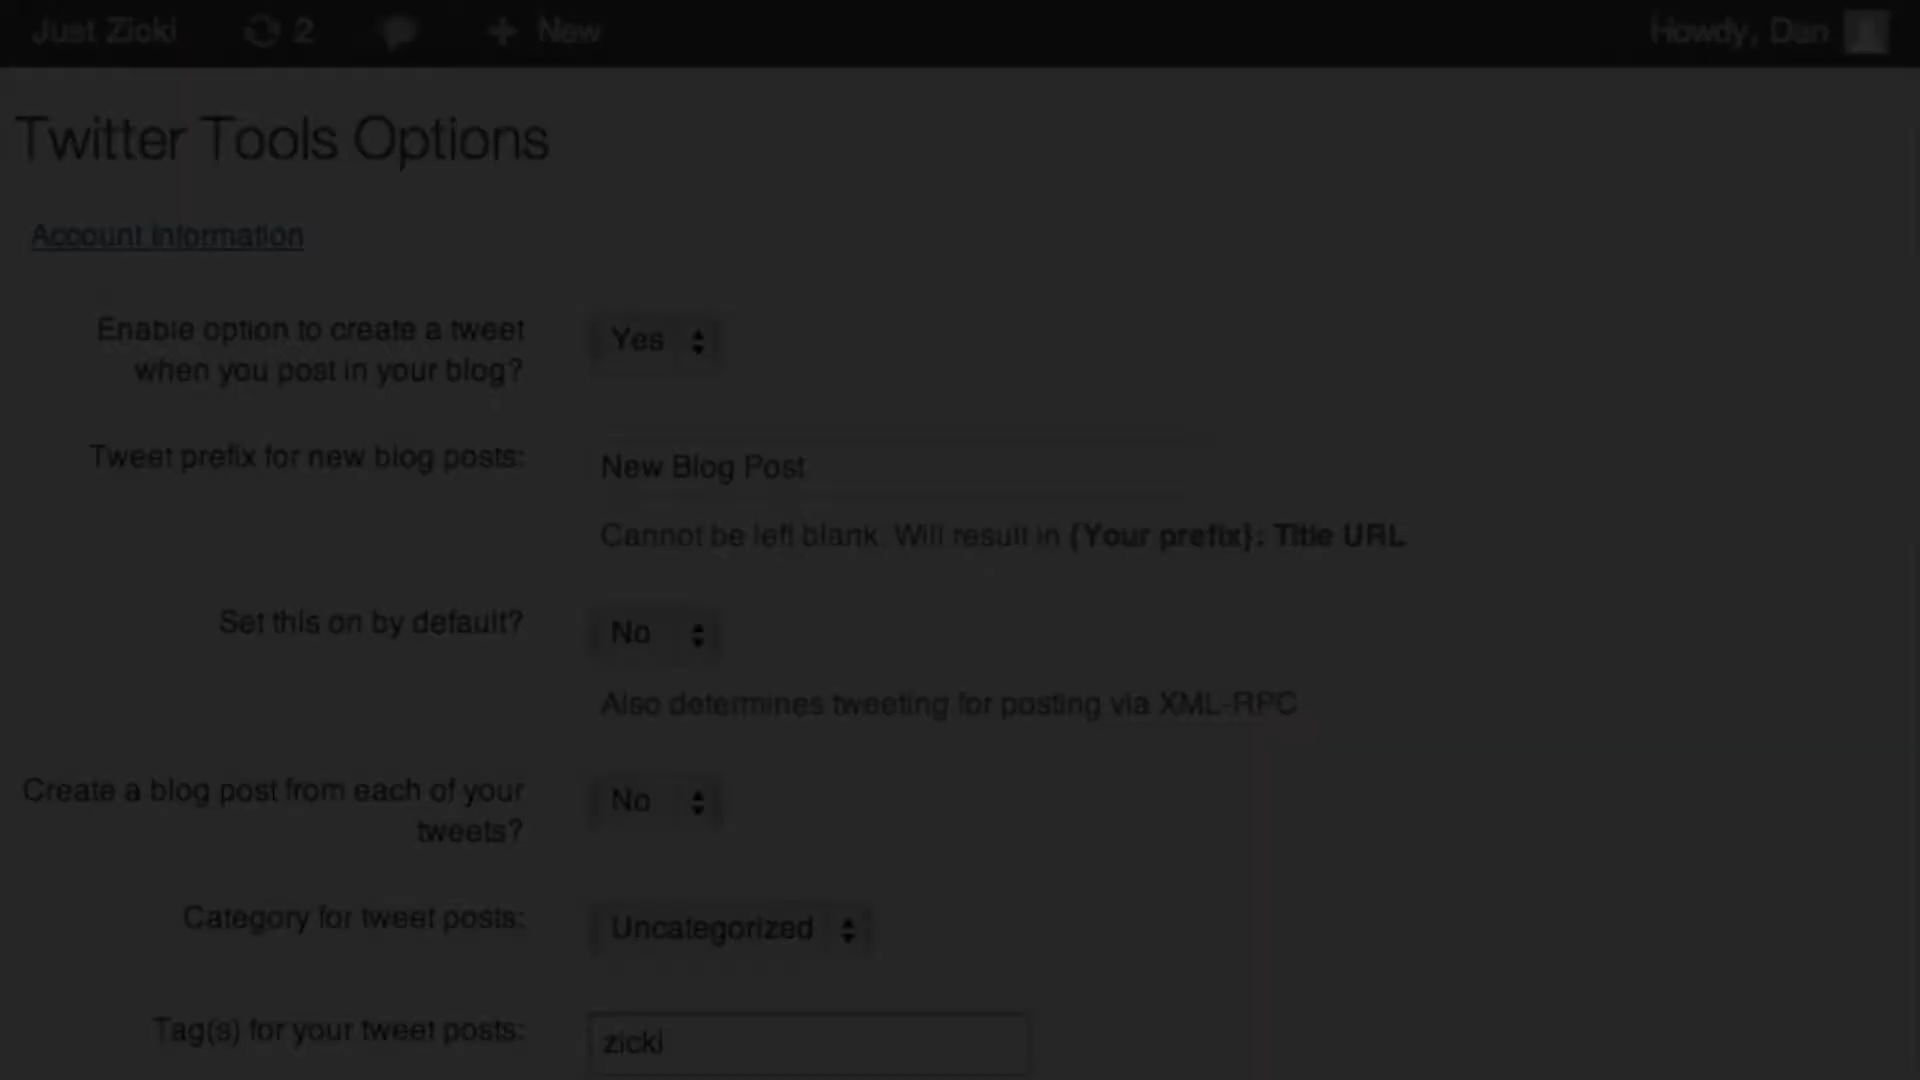 Just Zicki 2 New Howdy, Dan
Twitter Tools Options
Account Information
Enable option to create a tweet
when you post in your blog?
Yes
Tweet prefix for new blog posts:
New Blog Post
Cannot be left blank. Will result in {Your prefix}: Title URL
Set this on by default?
No
Also determines tweeting for posting via XML-RPC
Create a blog post from each of your
tweets?
No
Category for tweet posts:
Uncategorized
Tag(s) for your tweet posts:
zicki